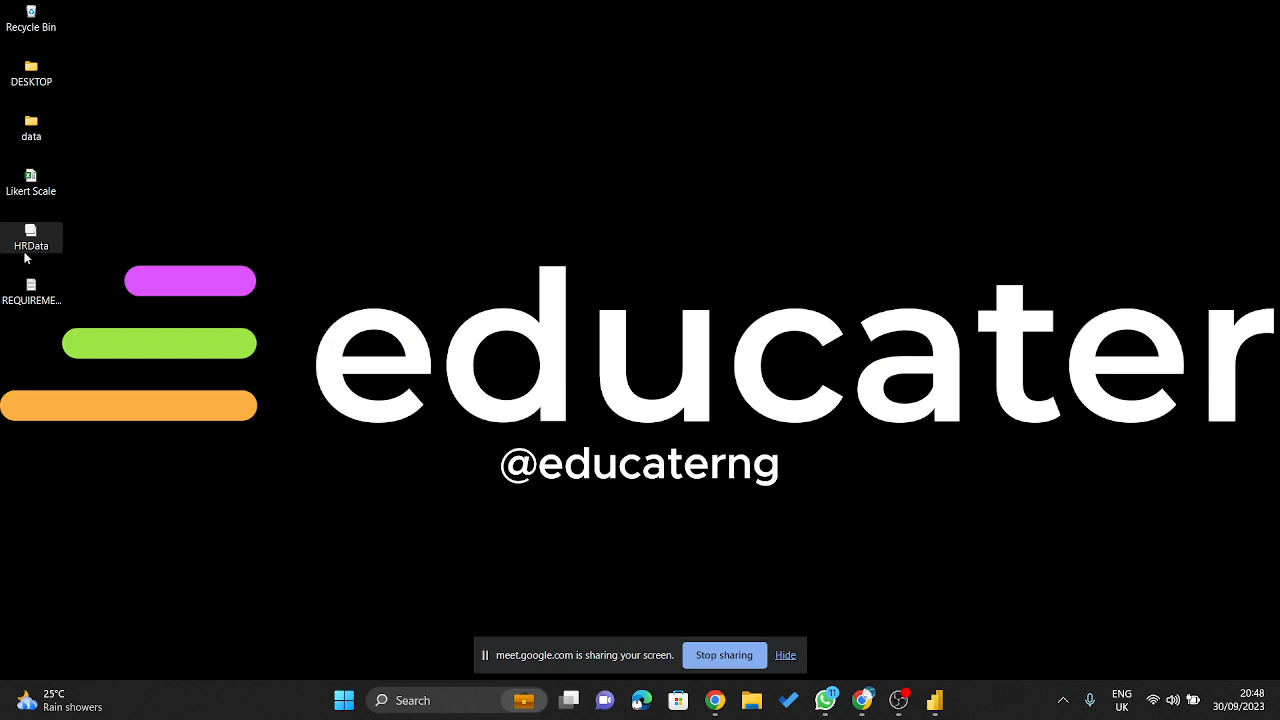 Recycle Bin
DESKTOP
data
Likert Scale
HRData
REQUIREME...
educater
@educaterng
meet.google.com is sharing your screen.
Stop sharing
Hide
25°C
Rain showers
Search
11
ENG
UK
20:48
30/09/2023